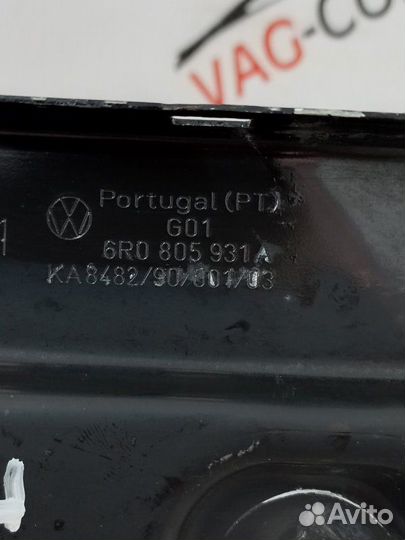 VAG-CO
Portugal (PT)
G01
6R0 805 931 A
KA8482/90/001/03
Avito